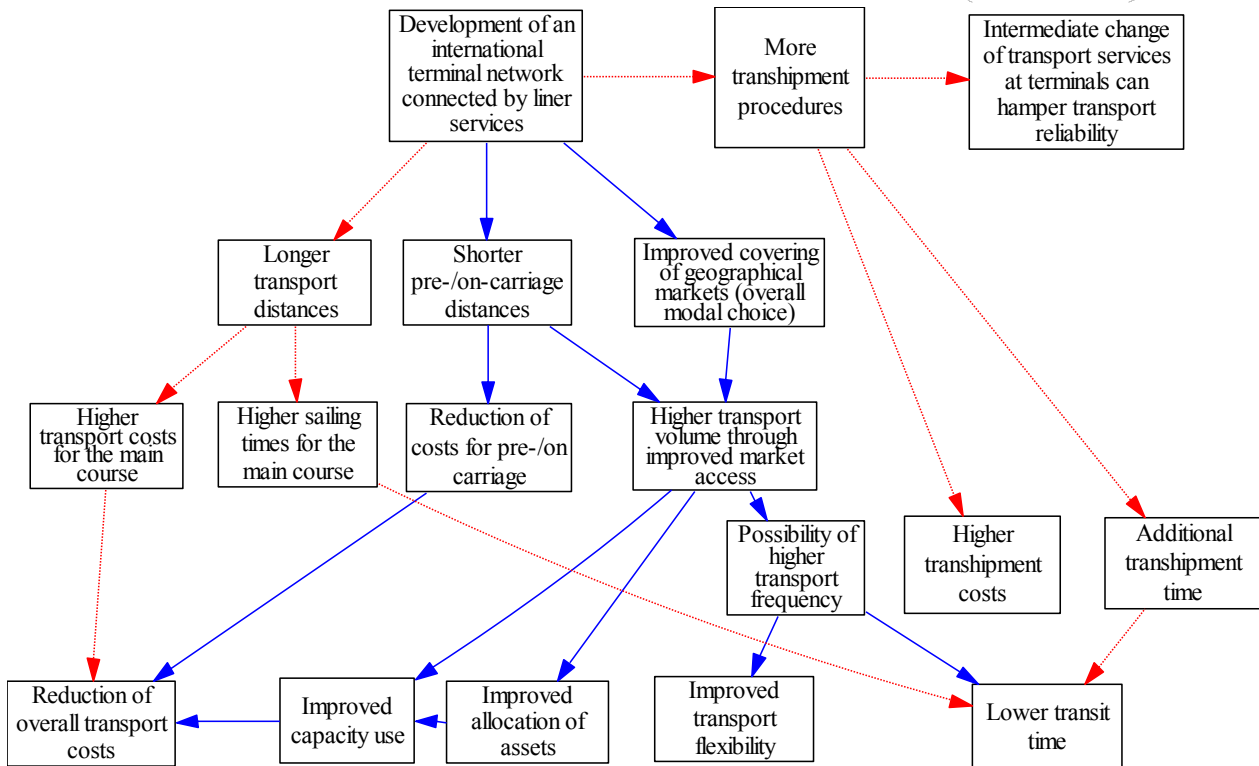 Development of an
international
terminal network
connected by liner
services
More
transhipment
procedures
Intermediate change
of transport services
at terminals can
hamper transport
reliability
Longer
transport
distances
Shorter
pre-/on-carriage
distances
Improved covering
of geographical
markets (overall
modal choice)
Higher
transport costs
for the main
course
Higher sailing
times for the
main course
Reduction of
costs for pre-/on
carriage
Higher transport
volume through
improved market
access
Possibility of
higher
transport
frequency
Higher
transhipment
costs
Additional
transhipment
time
Reduction of
overall transport
costs
Improved
capacity use
Improved
allocation of
assets
Improved
transport
flexibility
Lower transit
time